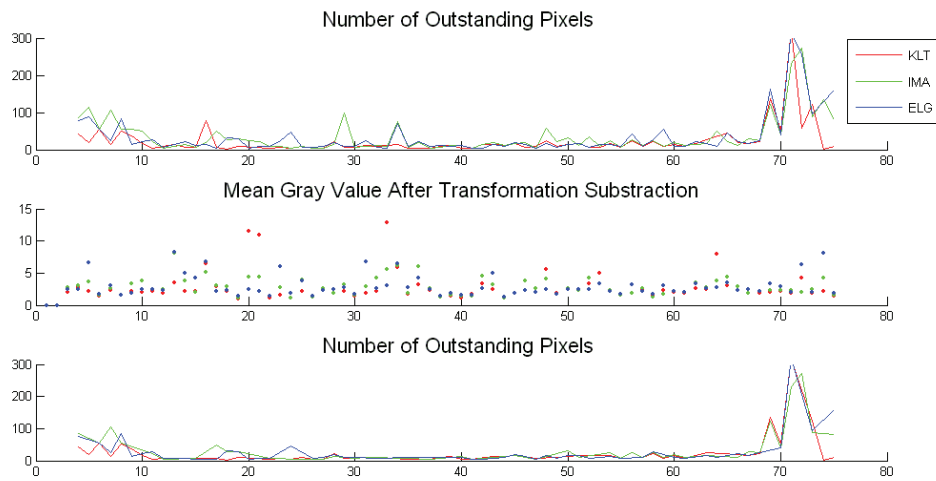 Number of Outstanding Pixels
300
200
100
0
0 10 20 30 40 50 60 70 80
KLT
IMA
ELG
Mean Gray Value After Transformation Substraction
15
10
5
0
0 10 20 30 40 50 60 70 80
Number of Outstanding Pixels
300
200
100
0
0 10 20 30 40 50 60 70 80